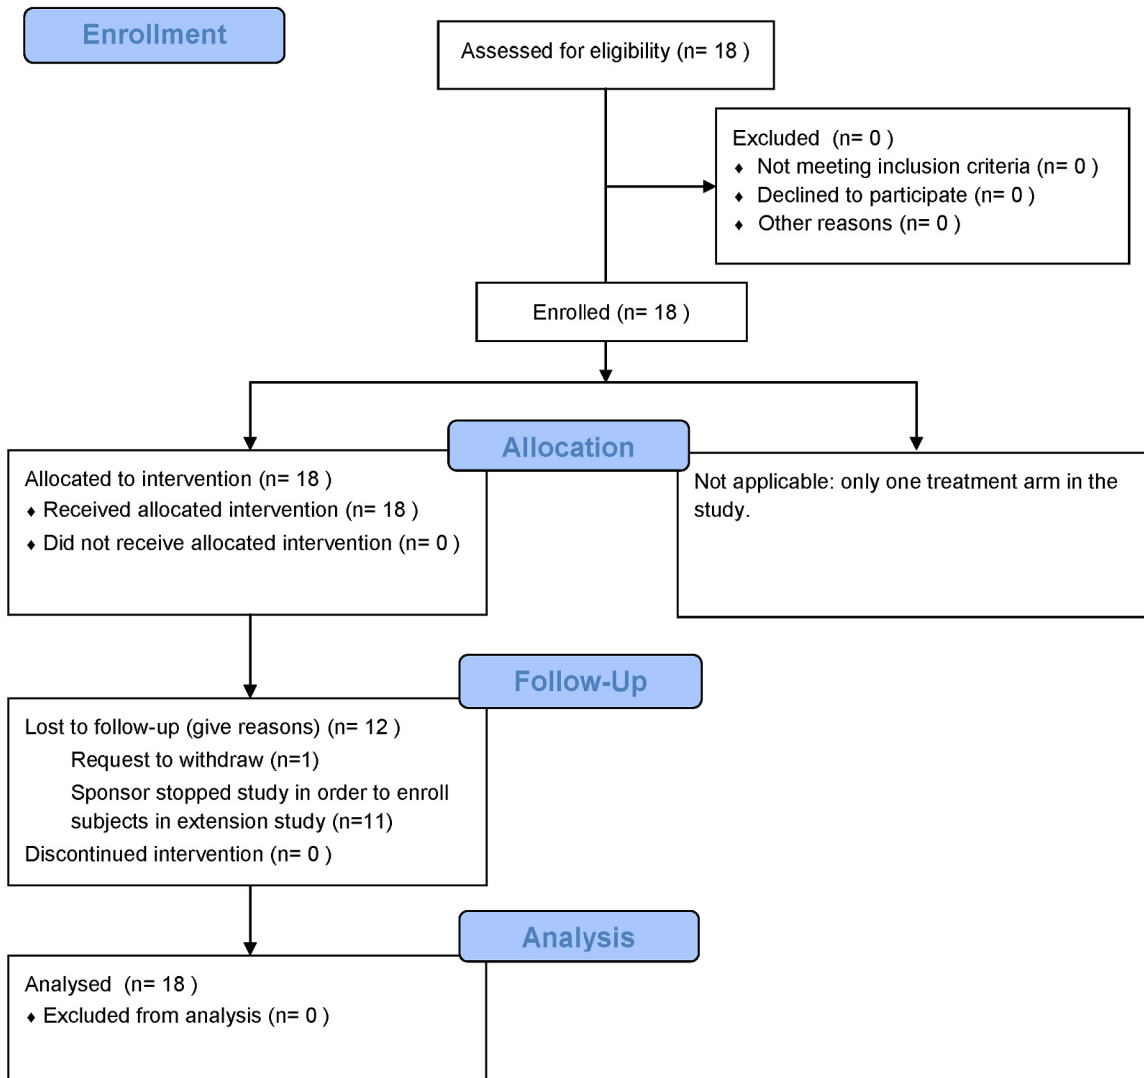 Enrollment
Assessed for eligibility (n= 18 )
Excluded (n= 0 )
♦ Not meeting inclusion criteria (n= 0 )
♦ Declined to participate (n= 0 )
♦ Other reasons (n= 0 )
Enrolled (n= 18 )
Allocation
Allocated to intervention (n= 18 )
♦ Received allocated intervention (n= 18 )
♦ Did not receive allocated intervention (n= 0 )
Not applicable: only one treatment arm in the
study.
Follow-Up
Lost to follow-up (give reasons) (n= 12 )
Request to withdraw (n=1)
Sponsor stopped study in order to enroll
subjects in extension study (n=11)
Discontinued intervention (n= 0 )
Analysis
Analysed (n= 18 )
♦ Excluded from analysis (n= 0 )